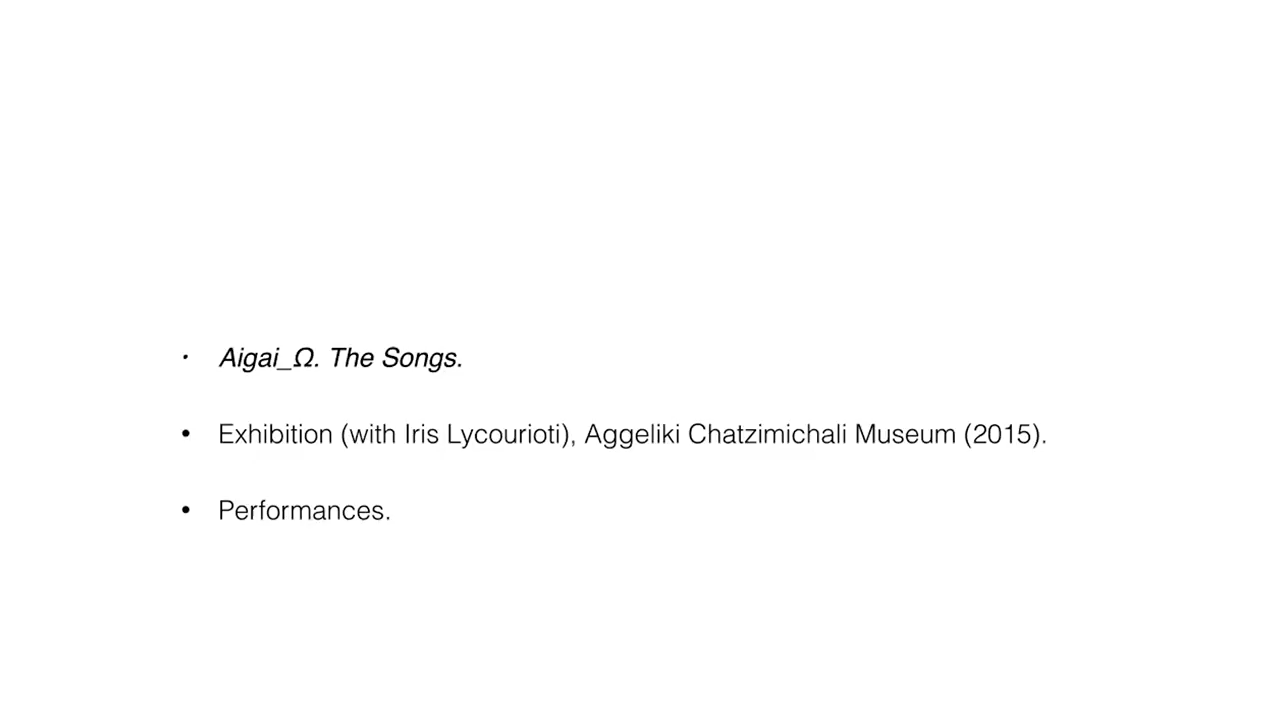 • Aigai_Ω. The Songs.
• Exhibition (with Iris Lycourioti), Aggeliki Chatzimichali Museum (2015).
• Performances.